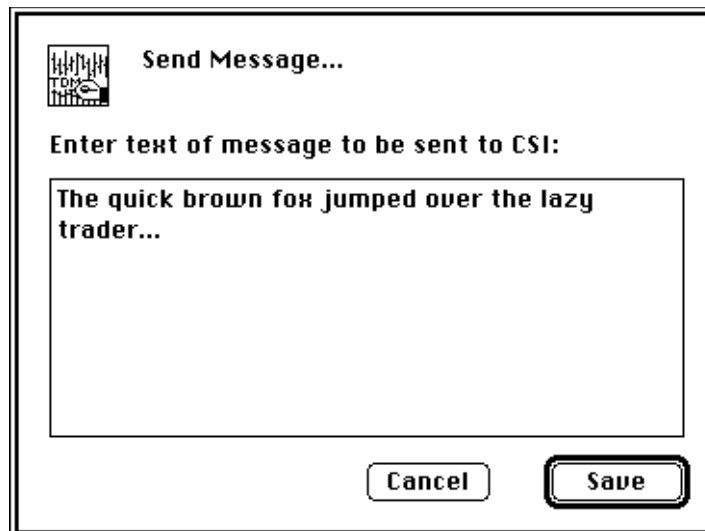 Send Message...
TDM
Enter text of message to be sent to CSI:
The quick brown fox jumped over the lazy
trader...
Cancel
Save